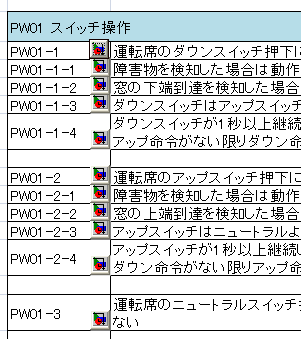 PW01 スイッチ操作
PW01-1 運転席のダウンスイッチ押下に
PW01-1-1 障害物を検知した場合は動作
PW01-1-2 窓の下端到達を検知した場合
PW01-1-3 ダウンスイッチはアップスイッチ
PW01-1-4 ダウンスイッチが1秒以上継続
アップ命令がない限りダウン命
PW01-2 運転席のアップスイッチ押下に
PW01-2-1 障害物を検知した場合は動作
PW01-2-2 窓の上端到達を検知した場合
PW01-2-3 アップスイッチはニュートラルよ
PW01-2-4 アップスイッチが1秒以上継続し
ダウン命令がない限りアップ命
PW01-3 運転席のニュートラルスイッチ
ない